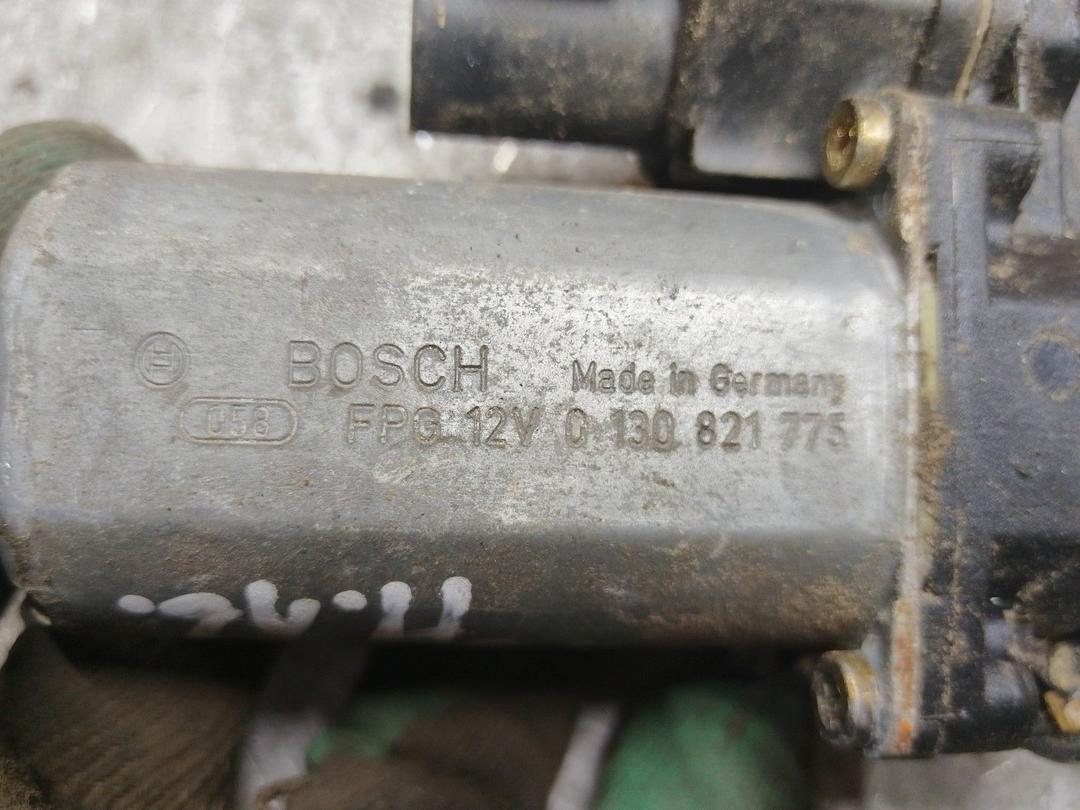 BOSCH Made in Germany
058 FPG 12V 0 130 821 775